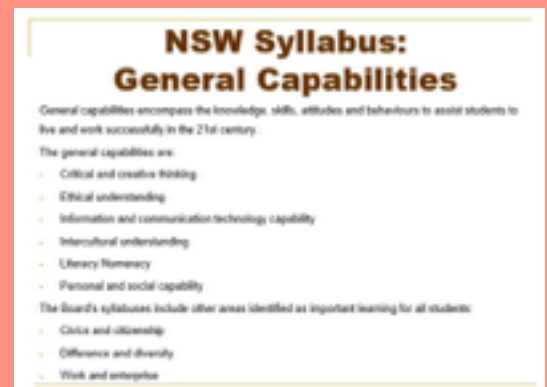 NSW Syllabus:
General Capabilities
General capabilities encompass the knowledge, skills, attitudes and behaviours to assist students to
live and work successfully in the 21st century.
The general capabilities are:
Critical and creative thinking
Ethical understanding
Information and communication technology capability
Intercultural understanding
Literacy Numeracy
Personal and social capability
The Board's syllabuses include other areas identified as important learning for all students:
Civics and citizenship
Difference and diversity
Work and enterprise